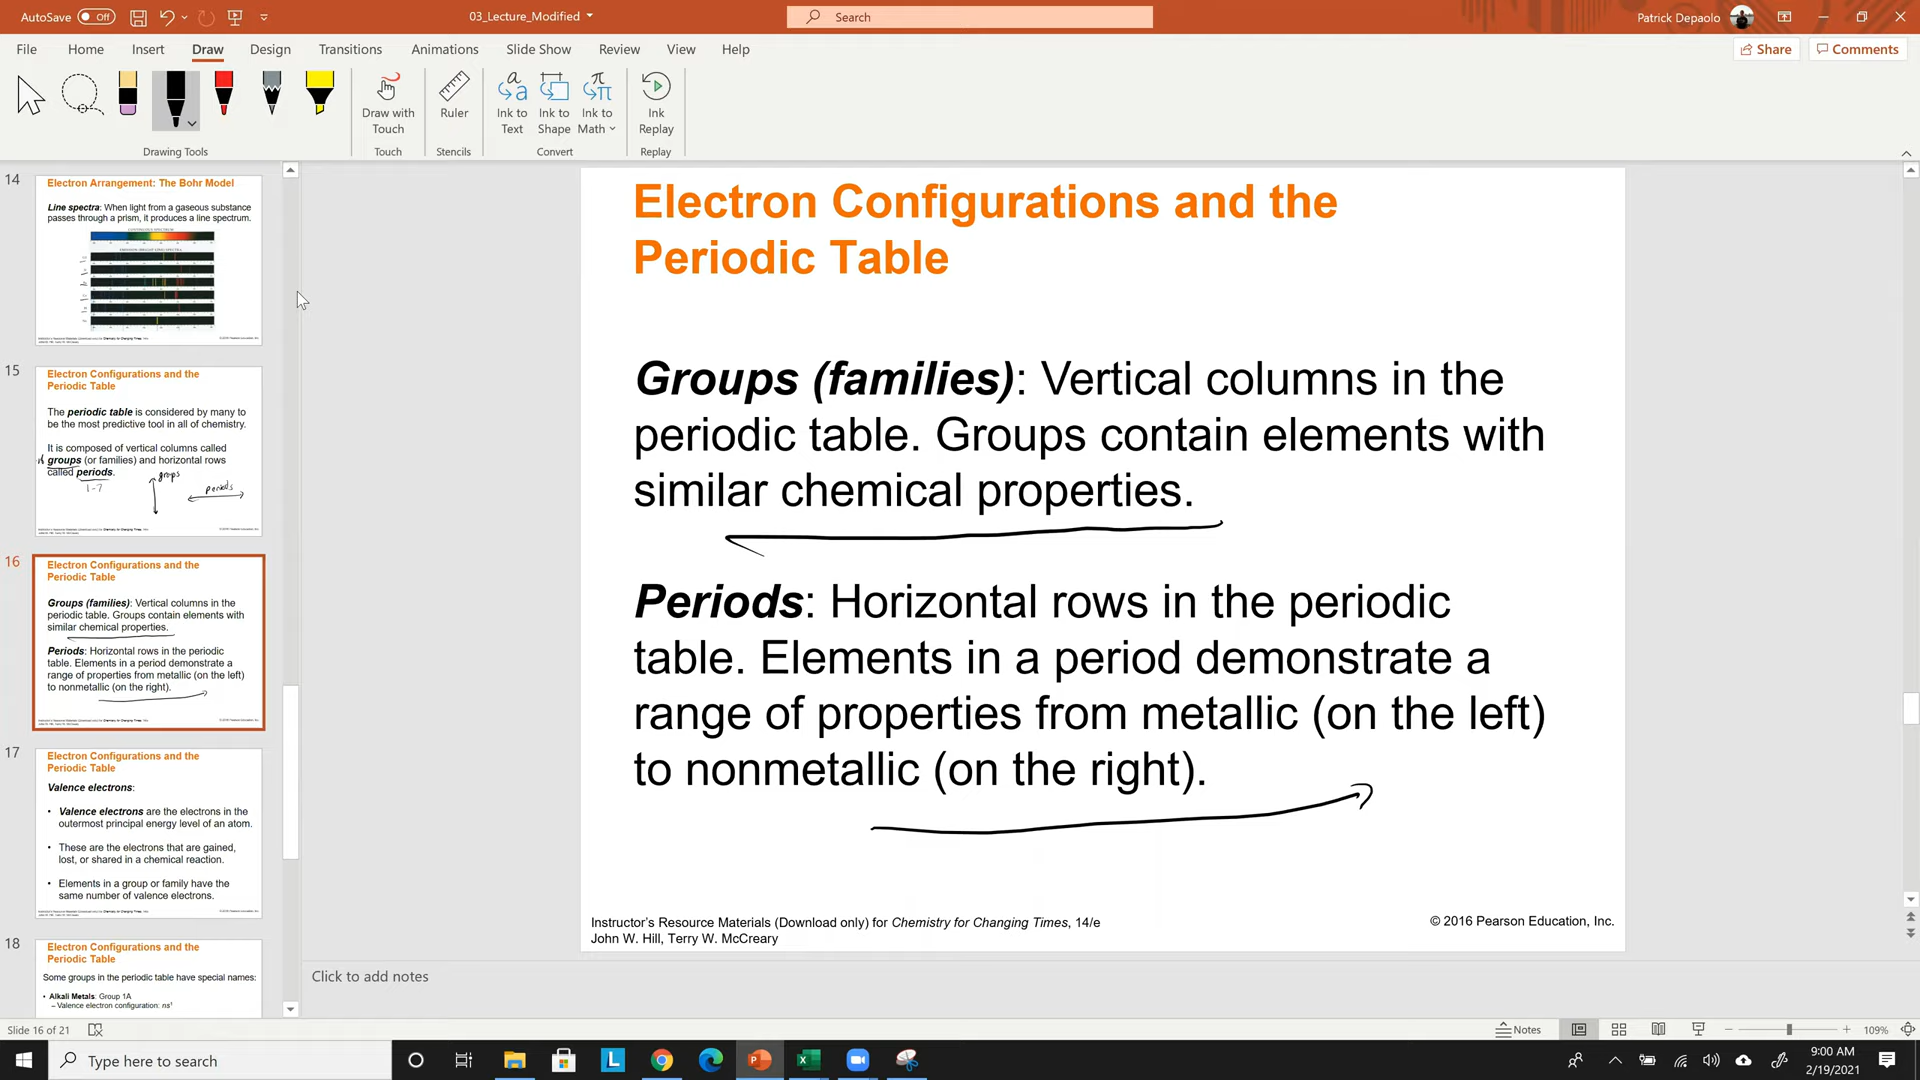 AutoSave Off
03_Lecture_Modified
Search
Patrick Depaolo
File Home Insert Draw Design Transitions Animations Slide Show Review View Help
Share Comments
Draw with Touch
Ruler
Ink to Text
Ink to Shape
Ink to Math
Ink Replay
Drawing Tools Touch Stencils Convert Replay
14
Electron Arrangement: The Bohr Model
Line spectra: When light from a gaseous substance
passes through a prism, it produces a line spectrum.
15
Electron Configurations and the
Periodic Table
The periodic table is considered by many to
be the most predictive tool in all of chemistry.
It is composed of vertical columns called
groups (or families) and horizontal rows
called periods.
groups
periods
1-7
16
Electron Configurations and the
Periodic Table
Groups (families): Vertical columns in the
periodic table. Groups contain elements with
similar chemical properties.
Periods: Horizontal rows in the periodic
table. Elements in a period demonstrate a
range of properties from metallic (on the left)
to nonmetallic (on the right).
17
Electron Configurations and the
Periodic Table
Valence electrons:
• Valence electrons are the electrons in the
outermost principal energy level of an atom.
• These are the electrons that are gained,
lost, or shared in a chemical reaction.
• Elements in a group or family have the
same number of valence electrons.
18
Electron Configurations and the
Periodic Table
Some groups in the periodic table have special names:
• Alkali Metals: Group 1A
– Valence electron configuration: ns¹
Electron Configurations and the
Periodic Table
Groups (families): Vertical columns in the
periodic table. Groups contain elements with
similar chemical properties.
Periods: Horizontal rows in the periodic
table. Elements in a period demonstrate a
range of properties from metallic (on the left)
to nonmetallic (on the right).
Instructor's Resource Materials (Download only) for Chemistry for Changing Times, 14/e
John W. Hill, Terry W. McCreary
© 2016 Pearson Education, Inc.
Click to add notes
Slide 16 of 21
Notes
109%
Type here to search
9:00 AM
2/19/2021